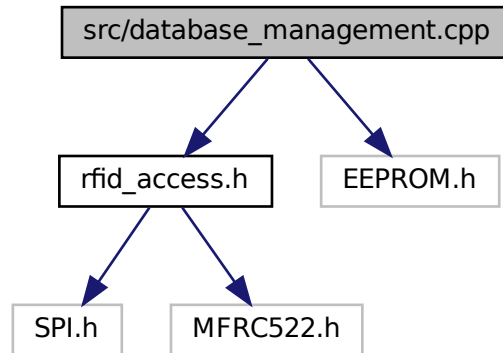 src/database_management.cpp
rfid_access.h
EEPROM.h
SPI.h
MFRC522.h